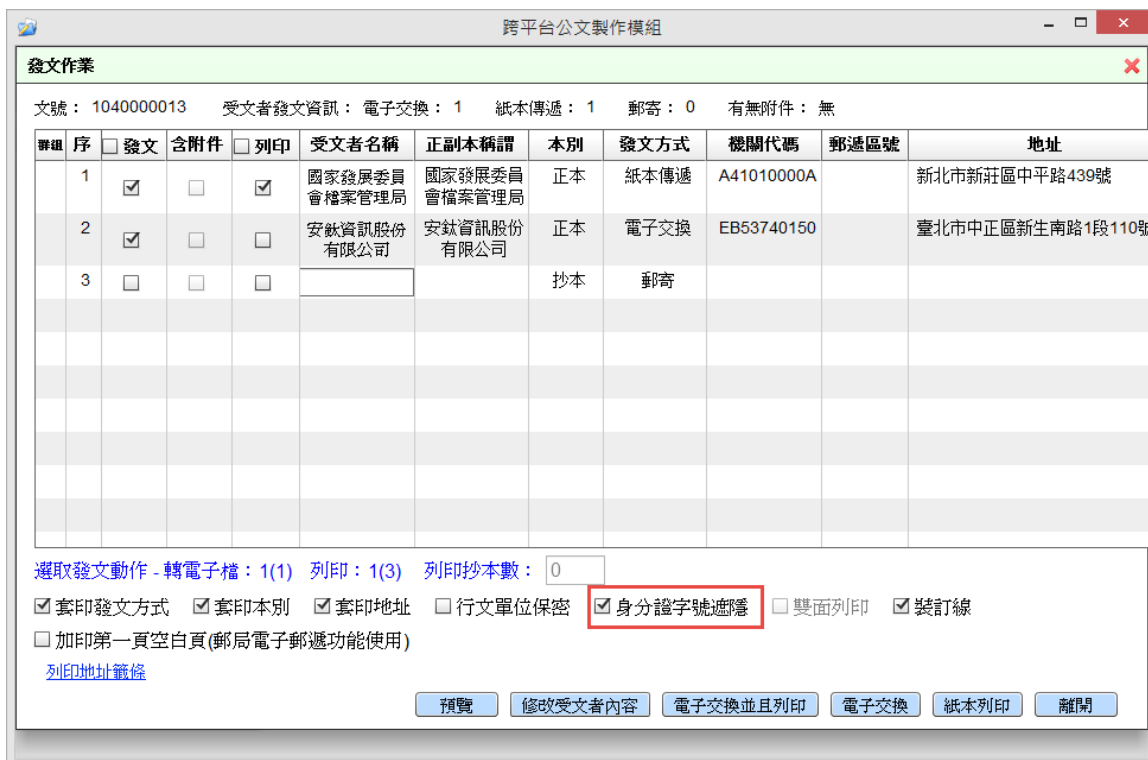 跨平台公文製作模組
發文作業
文號： 1040000013 受文者發文資訊： 電子交換： 1 紙本傳遞： 1 郵寄： 0 有無附件： 無
群組 序 發文 含附件 列印 受文者名稱 正副本稱謂 本別 發文方式 機關代碼 郵遞區號 地址
1 國家發展委員 國家發展委員 正本 紙本傳遞 A41010000A 新北市新莊區中平路439號
會檔案管理局 會檔案管理局
2 安欽資訊股份 安鈦資訊股份 正本 電子交換 EB53740150 臺北市中正區新生南路1段110號
有限公司 有限公司
3 抄本 郵寄
選取發文動作 - 轉電子檔：1(1) 列印：1(3) 列印抄本數： 0
套印發文方式 套印本別 套印地址 行文單位保密 身分證字號遮隱 雙面列印 裝訂線
加印第一頁空白頁(郵局電子郵遞功能使用)
列印地址籤條
預覽 修改受文者內容 電子交換並且列印 電子交換 紙本列印 離開